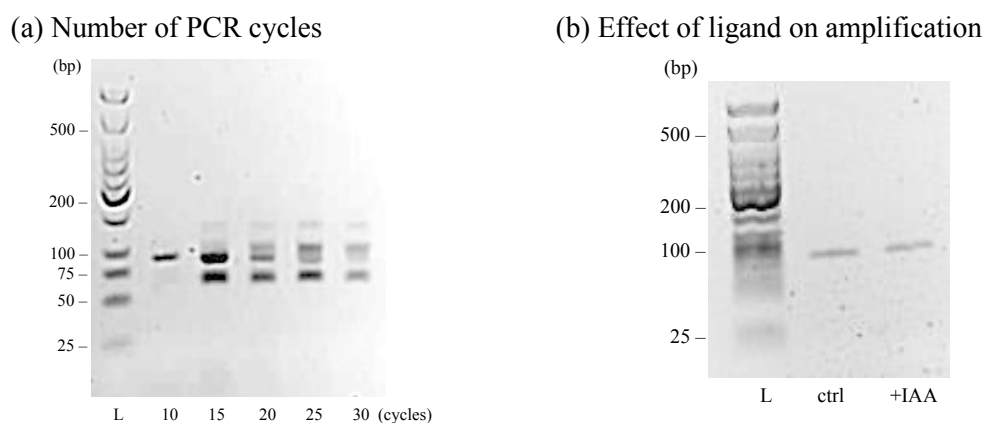 (a) Number of PCR cycles
(bp)
500
200
100
75
50
25
L 10 15 20 25 30 (cycles)
(b) Effect of ligand on amplification
(bp)
500
200
100
25
L ctrl +IAA